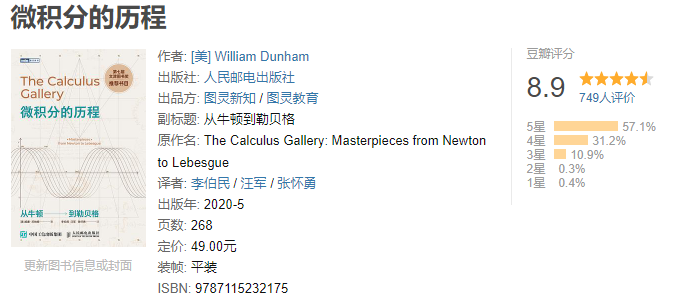 微积分的历程
The Calculus
Gallery
微积分的历程
从牛顿 到勒贝格
更新图书信息或封面
作者: [美] William Dunham
出版社: 人民邮电出版社
出品方: 图灵新知 / 图灵教育
副标题: 从牛顿到勒贝格
原作名: The Calculus Gallery: Masterpieces from Newton
to Lebesgue
译者: 李伯民 / 汪军 / 张怀勇
出版年: 2020-5
页数: 268
定价: 49.00元
装帧: 平装
ISBN: 9787115232175
豆瓣评分
8.9
749人评价
5星 57.1%
4星 31.2%
3星 10.9%
2星 0.3%
1星 0.4%